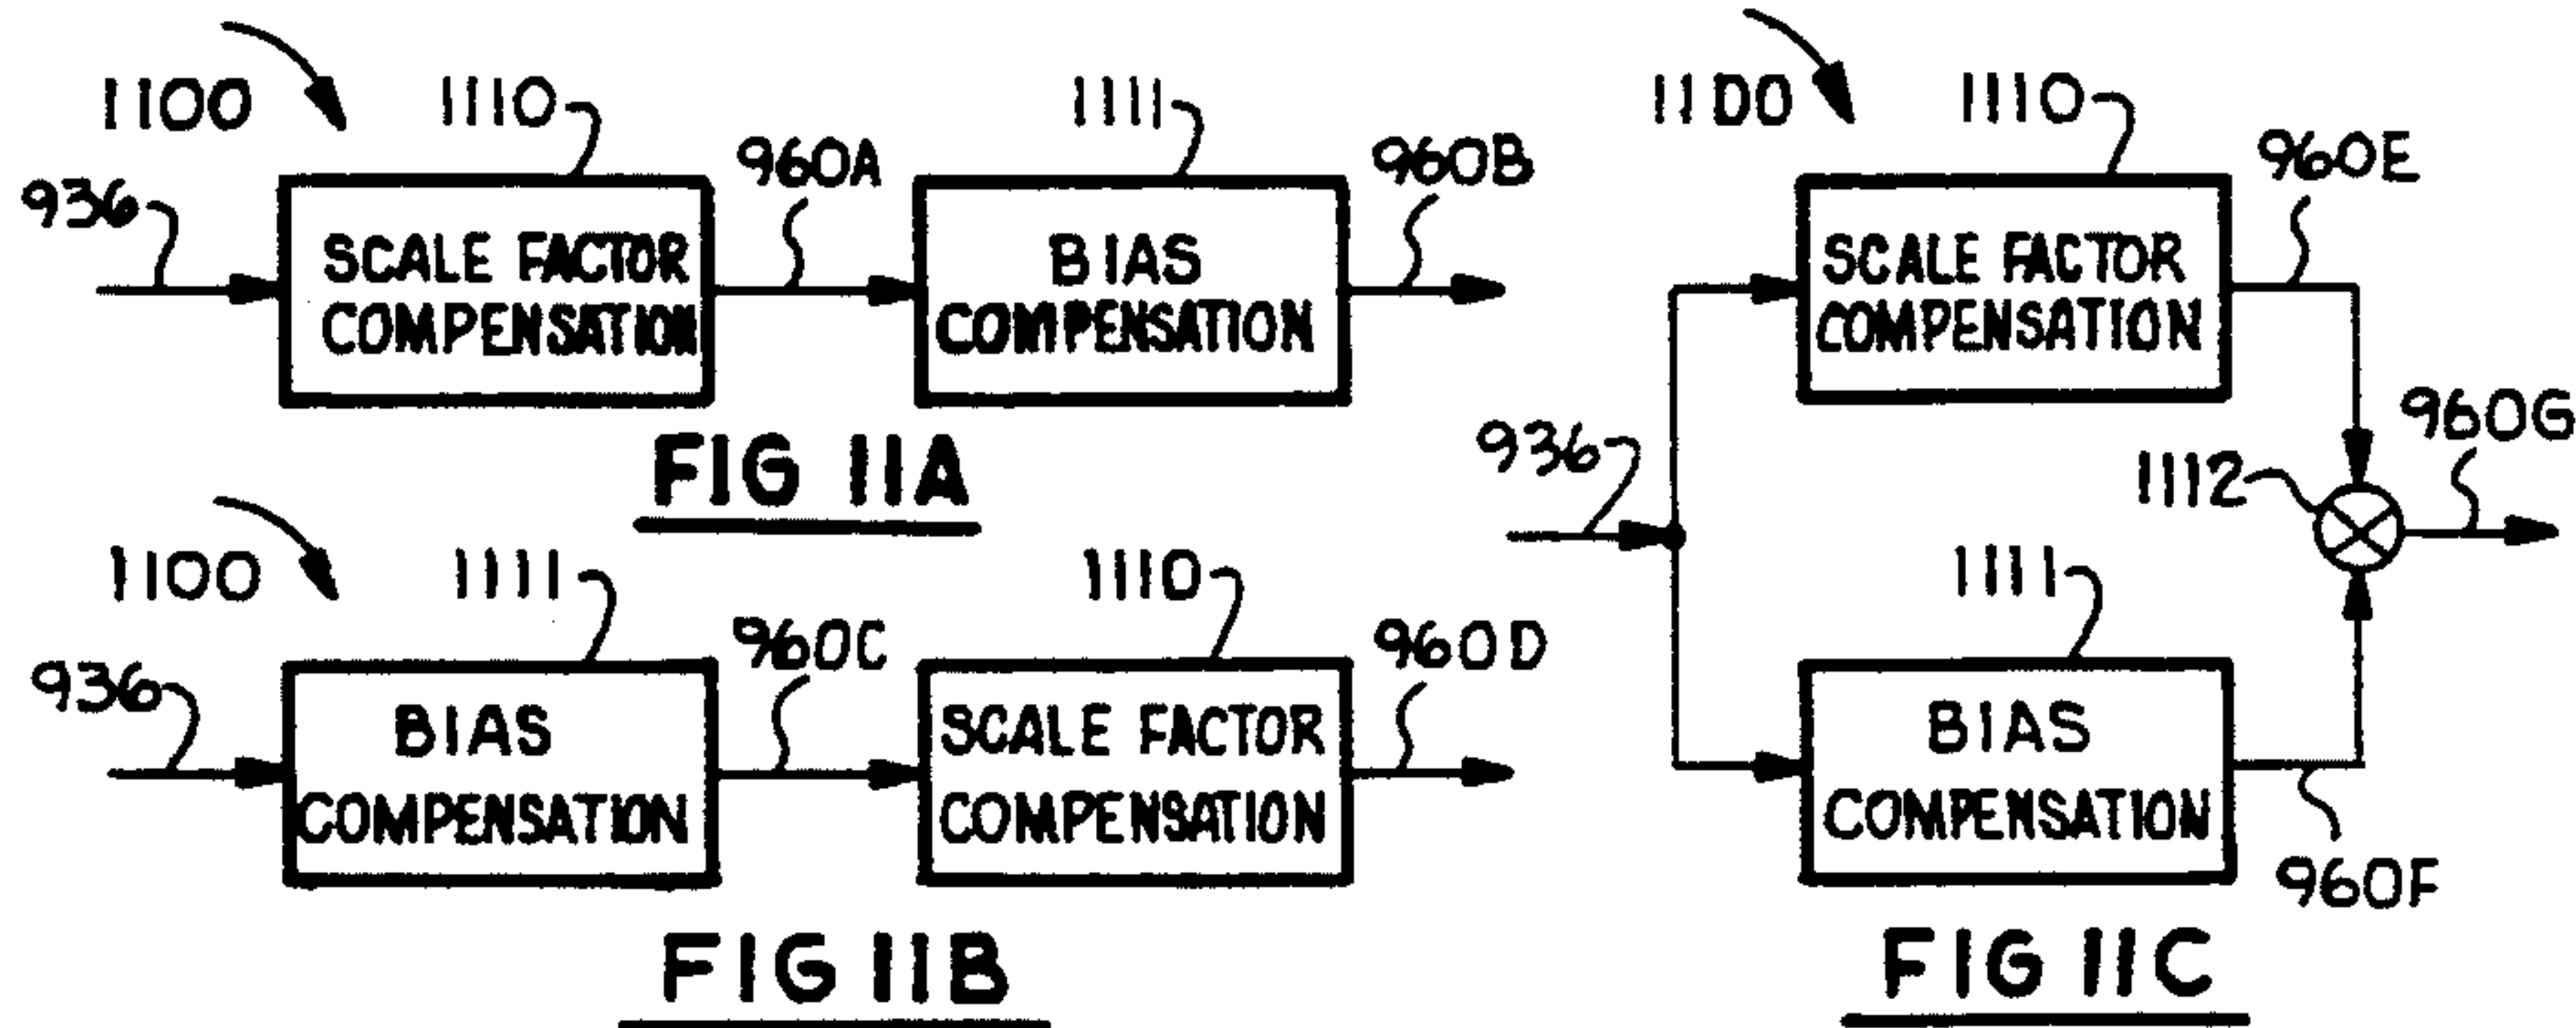 1100
1110
1111
936
960A
960B
SCALE FACTOR
COMPENSATION
BIAS
COMPENSATION
FIG 11A
1100
1111
1110
936
960C
960D
BIAS
COMPENSATION
SCALE FACTOR
COMPENSATION
FIG 11B
1100
1110
960E
SCALE FACTOR
COMPENSATION
936
960G
1112
1111
BIAS
COMPENSATION
960F
FIG 11C